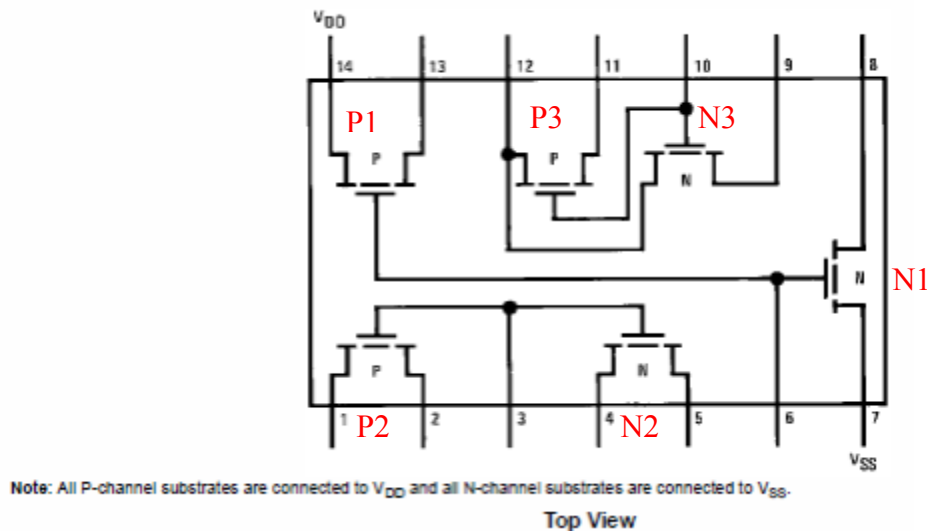 VDD
14 13 12 11 10 9 8
P1 P3 N3
P P N
N N1
P N
1 P2 2 3 4 N2 5 6 7
VSS
Note: All P-channel substrates are connected to VDD and all N-channel substrates are connected to VSS.
Top View